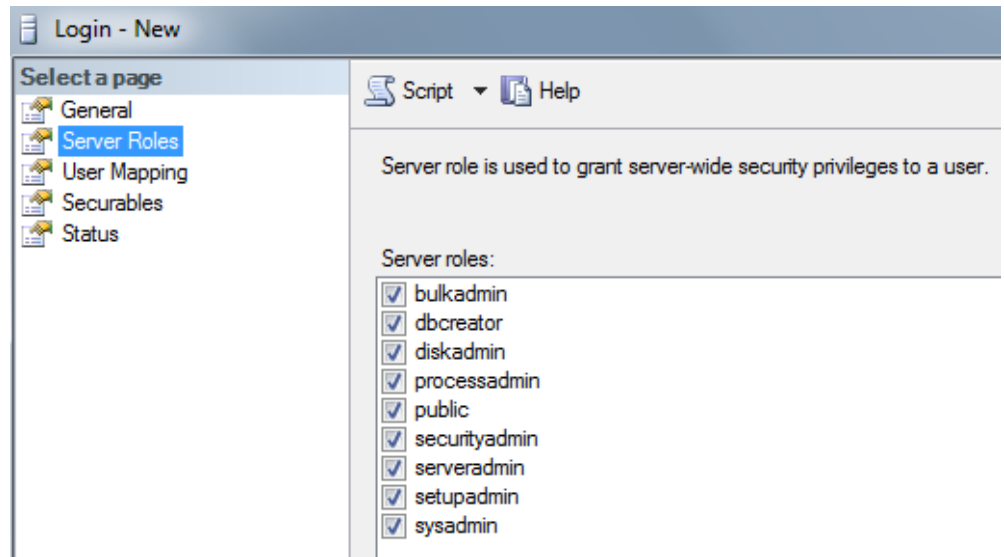 Login - New
Select a page
General
Server Roles
User Mapping
Securables
Status
Script
Help
Server role is used to grant server-wide security privileges to a user.
Server roles:
bulkadmin
dbcreator
diskadmin
processadmin
public
securityadmin
serveradmin
setupadmin
sysadmin